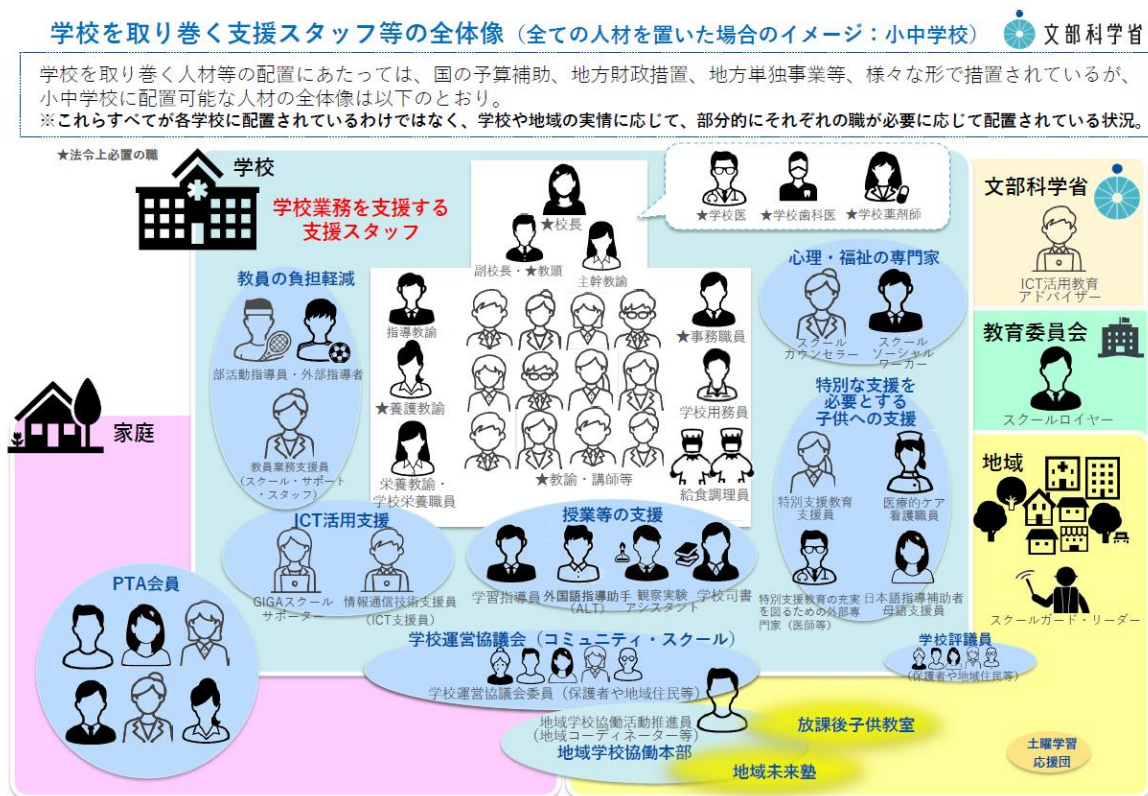 学校を取り巻く支援スタッフ等の全体像（全ての人材を置いた場合のイメージ：小中学校）
文部科学省
学校を取り巻く人材等の配置にあたっては、国の予算補助、地方財政措置、地方単独事業等、様々な形で措置されているが、
小中学校に配置可能な人材の全体像は以下のとおり。
※これらすべてが各学校に配置されているわけではなく、学校や地域の実情に応じて、部分的にそれぞれの職が必要に応じて配置されている状況。
★法令上必置の職
学校
学校業務を支援する
支援スタッフ
★校長
副校長・★教頭
主幹教諭
指導教諭
★養護教諭
栄養教諭・
学校栄養職員
★教諭・講師等
★事務職員
学校用務員
給食調理員
★学校医
★学校歯科医
★学校薬剤師
教員の負担軽減
部活動指導員・外部指導者
教員業務支援員
(スクール・サポート
・スタッフ)
心理・福祉の専門家
スクール
カウンセラー
スクール
ソーシャル
ワーカー
特別な支援を
必要とする
子供への支援
特別支援教育
支援員
医療的ケア
看護職員
特別支援教育の充実
を図るための外部専
門家（医師等）
日本語指導補助者
母語支援員
ICT活用支援
GIGAスクール
サポーター
情報通信技術支援員
(ICT支援員)
授業等の支援
学習指導員
外国語指導助手
(ALT)
観察実験
アシスタント
学校司書
文部科学省
ICT活用教育
アドバイザー
教育委員会
スクールロイヤー
地域
スクールガード・リーダー
家庭
PTA会員
学校運営協議会（コミュニティ・スクール）
学校運営協議会委員（保護者や地域住民等）
学校評議員
(保護者や地域住民等)
地域学校協働活動推進員
(地域コーディネーター等)
地域学校協働本部
放課後子供教室
地域未来塾
土曜学習
応援団